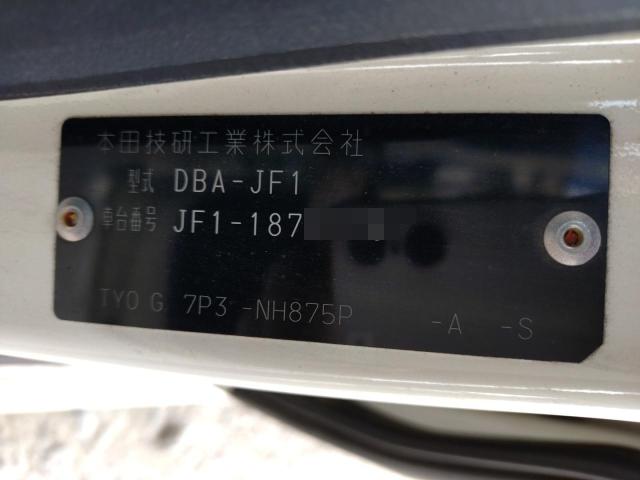 本田技研工業株式会社
型式 DBA-JF1
車台番号 JF1-187
TYO G 7P3 -NH875P -A -S